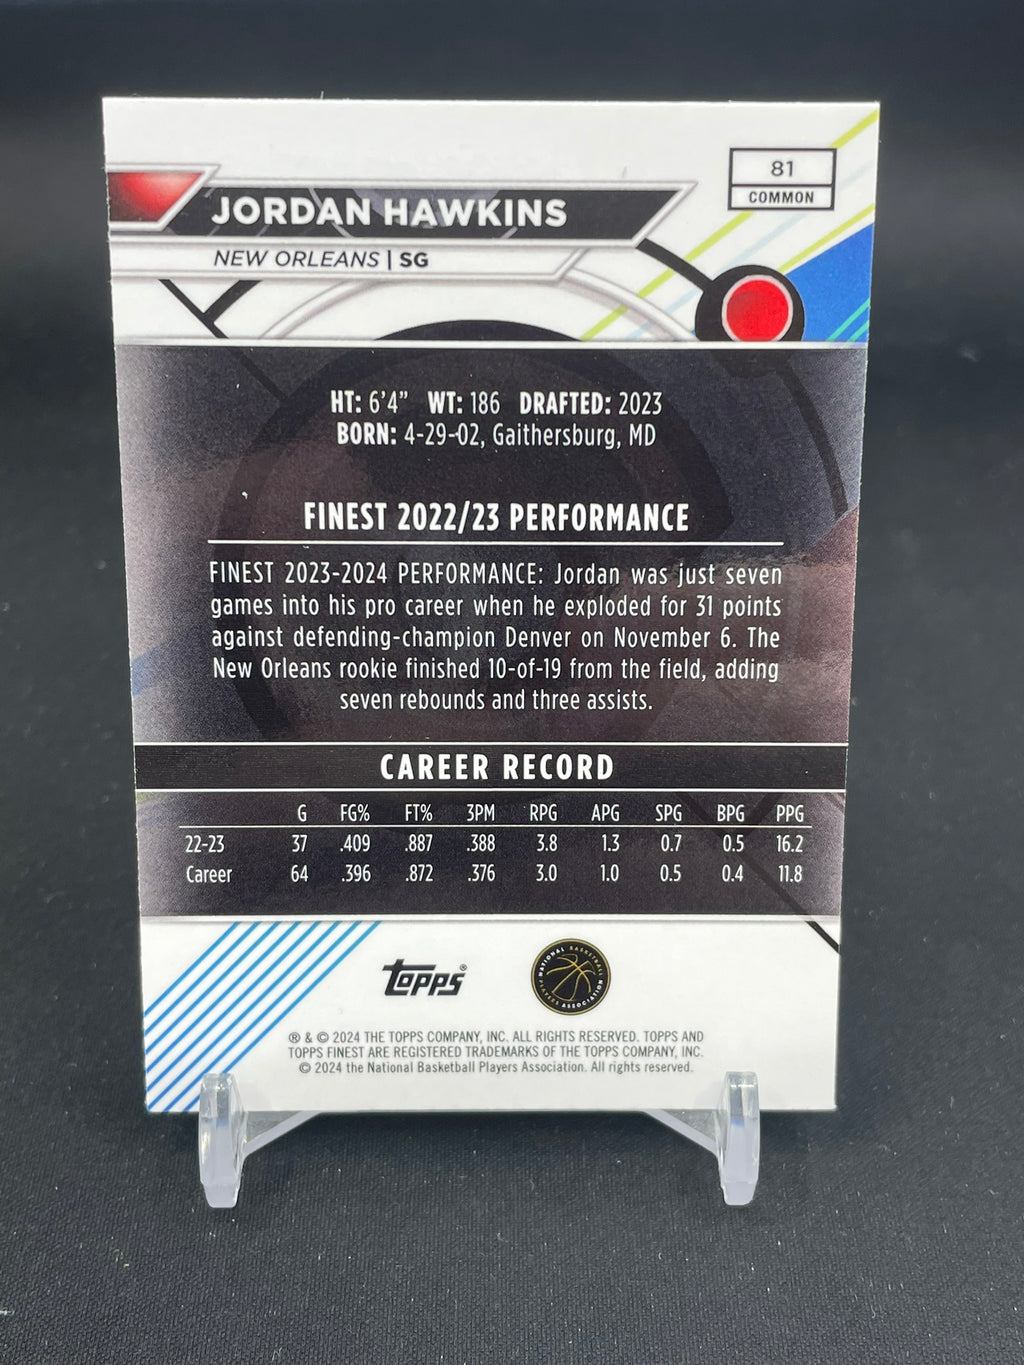 81
COMMON
JORDAN HAWKINS
NEW ORLEANS | SG
HT: 6'4" WT: 186 DRAFTED: 2023
BORN: 4-29-02, Gaithersburg, MD
FINEST 2022/23 PERFORMANCE
FINEST 2023-2024 PERFORMANCE: Jordan was just seven
games into his pro career when he exploded for 31 points
against defending-champion Denver on November 6. The
New Orleans rookie finished 10-of-19 from the field, adding
seven rebounds and three assists.
CAREER RECORD
G FG% FT% 3PM RPG APG SPG BPG PPG
22-23 37 .409 .887 .388 3.8 1.3 0.7 0.5 16.2
Career 64 .396 .872 .376 3.0 1.0 0.5 0.4 11.8
topps®
NATIONAL BASKETBALL PLAYERS ASSOCIATION
® & © 2024 THE TOPPS COMPANY, INC. ALL RIGHTS RESERVED. TOPPS AND
TOPPS FINEST ARE REGISTERED TRADEMARKS OF THE TOPPS COMPANY, INC.
© 2024 the National Basketball Players Association. All rights reserved.